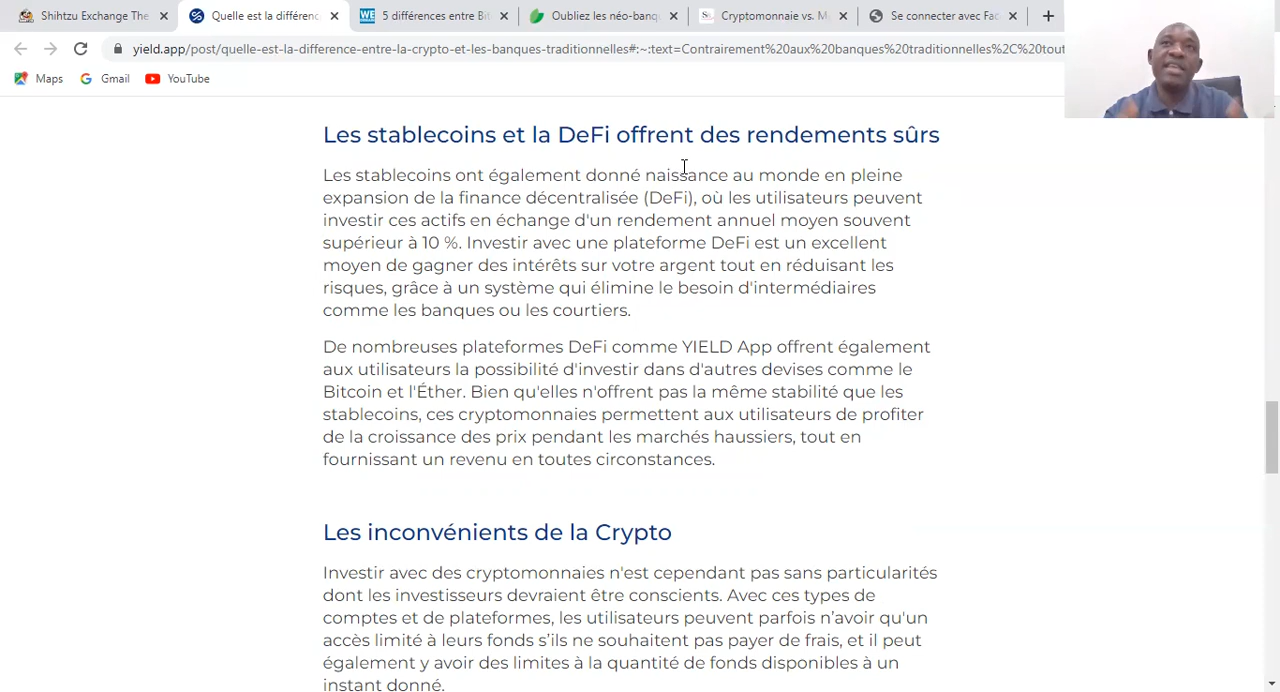 Shihtzu Exchange The
Quelle est la différenc
5 différences entre Bit
Oubliez les néo-banqu
Cryptomonnaie vs. M
Se connecter avec Fac
yield.app/post/quelle-est-la-difference-entre-la-crypto-et-les-banques-traditionnelles#:~:text=Contrairement%20aux%20banques%20traditionnelles%2C%20tout
Maps
Gmail
YouTube
Les stablecoins et la DeFi offrent des rendements sûrs
Les stablecoins ont également donné naissance au monde en pleine
expansion de la finance décentralisée (DeFi), où les utilisateurs peuvent
investir ces actifs en échange d'un rendement annuel moyen souvent
supérieur à 10 %. Investir avec une plateforme DeFi est un excellent
moyen de gagner des intérêts sur votre argent tout en réduisant les
risques, grâce à un système qui élimine le besoin d'intermédiaires
comme les banques ou les courtiers.
De nombreuses plateformes DeFi comme YIELD App offrent également
aux utilisateurs la possibilité d'investir dans d'autres devises comme le
Bitcoin et l'Éther. Bien qu'elles n'offrent pas la même stabilité que les
stablecoins, ces cryptomonnaies permettent aux utilisateurs de profiter
de la croissance des prix pendant les marchés haussiers, tout en
fournissant un revenu en toutes circonstances.
Les inconvénients de la Crypto
Investir avec des cryptomonnaies n'est cependant pas sans particularités
dont les investisseurs devraient être conscients. Avec ces types de
comptes et de plateformes, les utilisateurs peuvent parfois n’avoir qu'un
accès limité à leurs fonds s’ils ne souhaitent pas payer de frais, et il peut
également y avoir des limites à la quantité de fonds disponibles à un
instant donné.